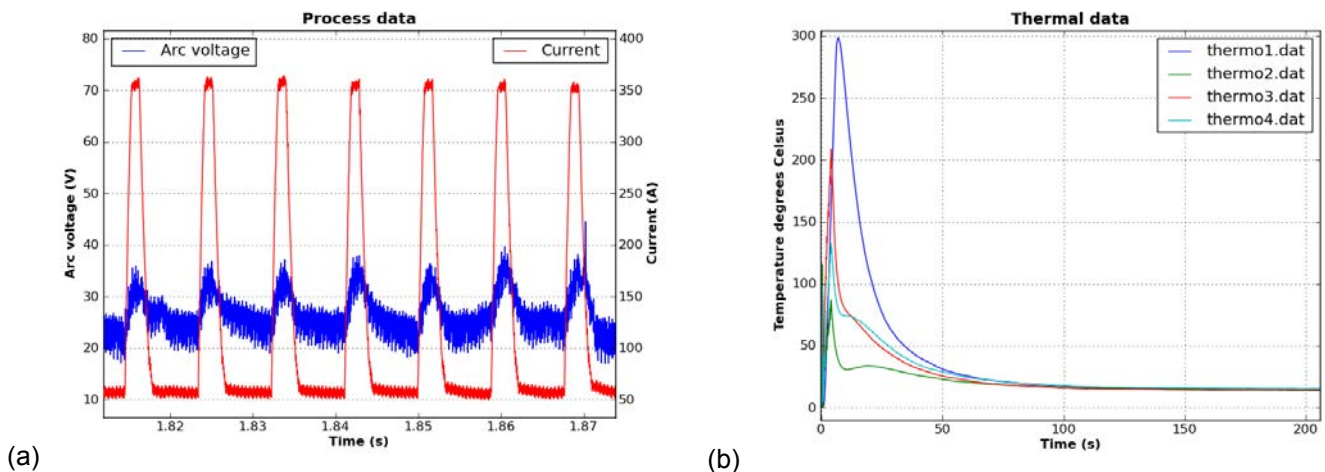 Process data
Arc voltage
Current
80
70
60
50
40
30
20
10
Arc voltage (V)
400
350
300
250
200
150
100
50
Current (A)
1.82 1.83 1.84 1.85 1.86 1.87
Time (s)
(a)
Thermal data
thermo1.dat
thermo2.dat
thermo3.dat
thermo4.dat
300
250
200
150
100
50
0
Temperature degrees Celsus
0 50 100 150 200
Time (s)
(b)